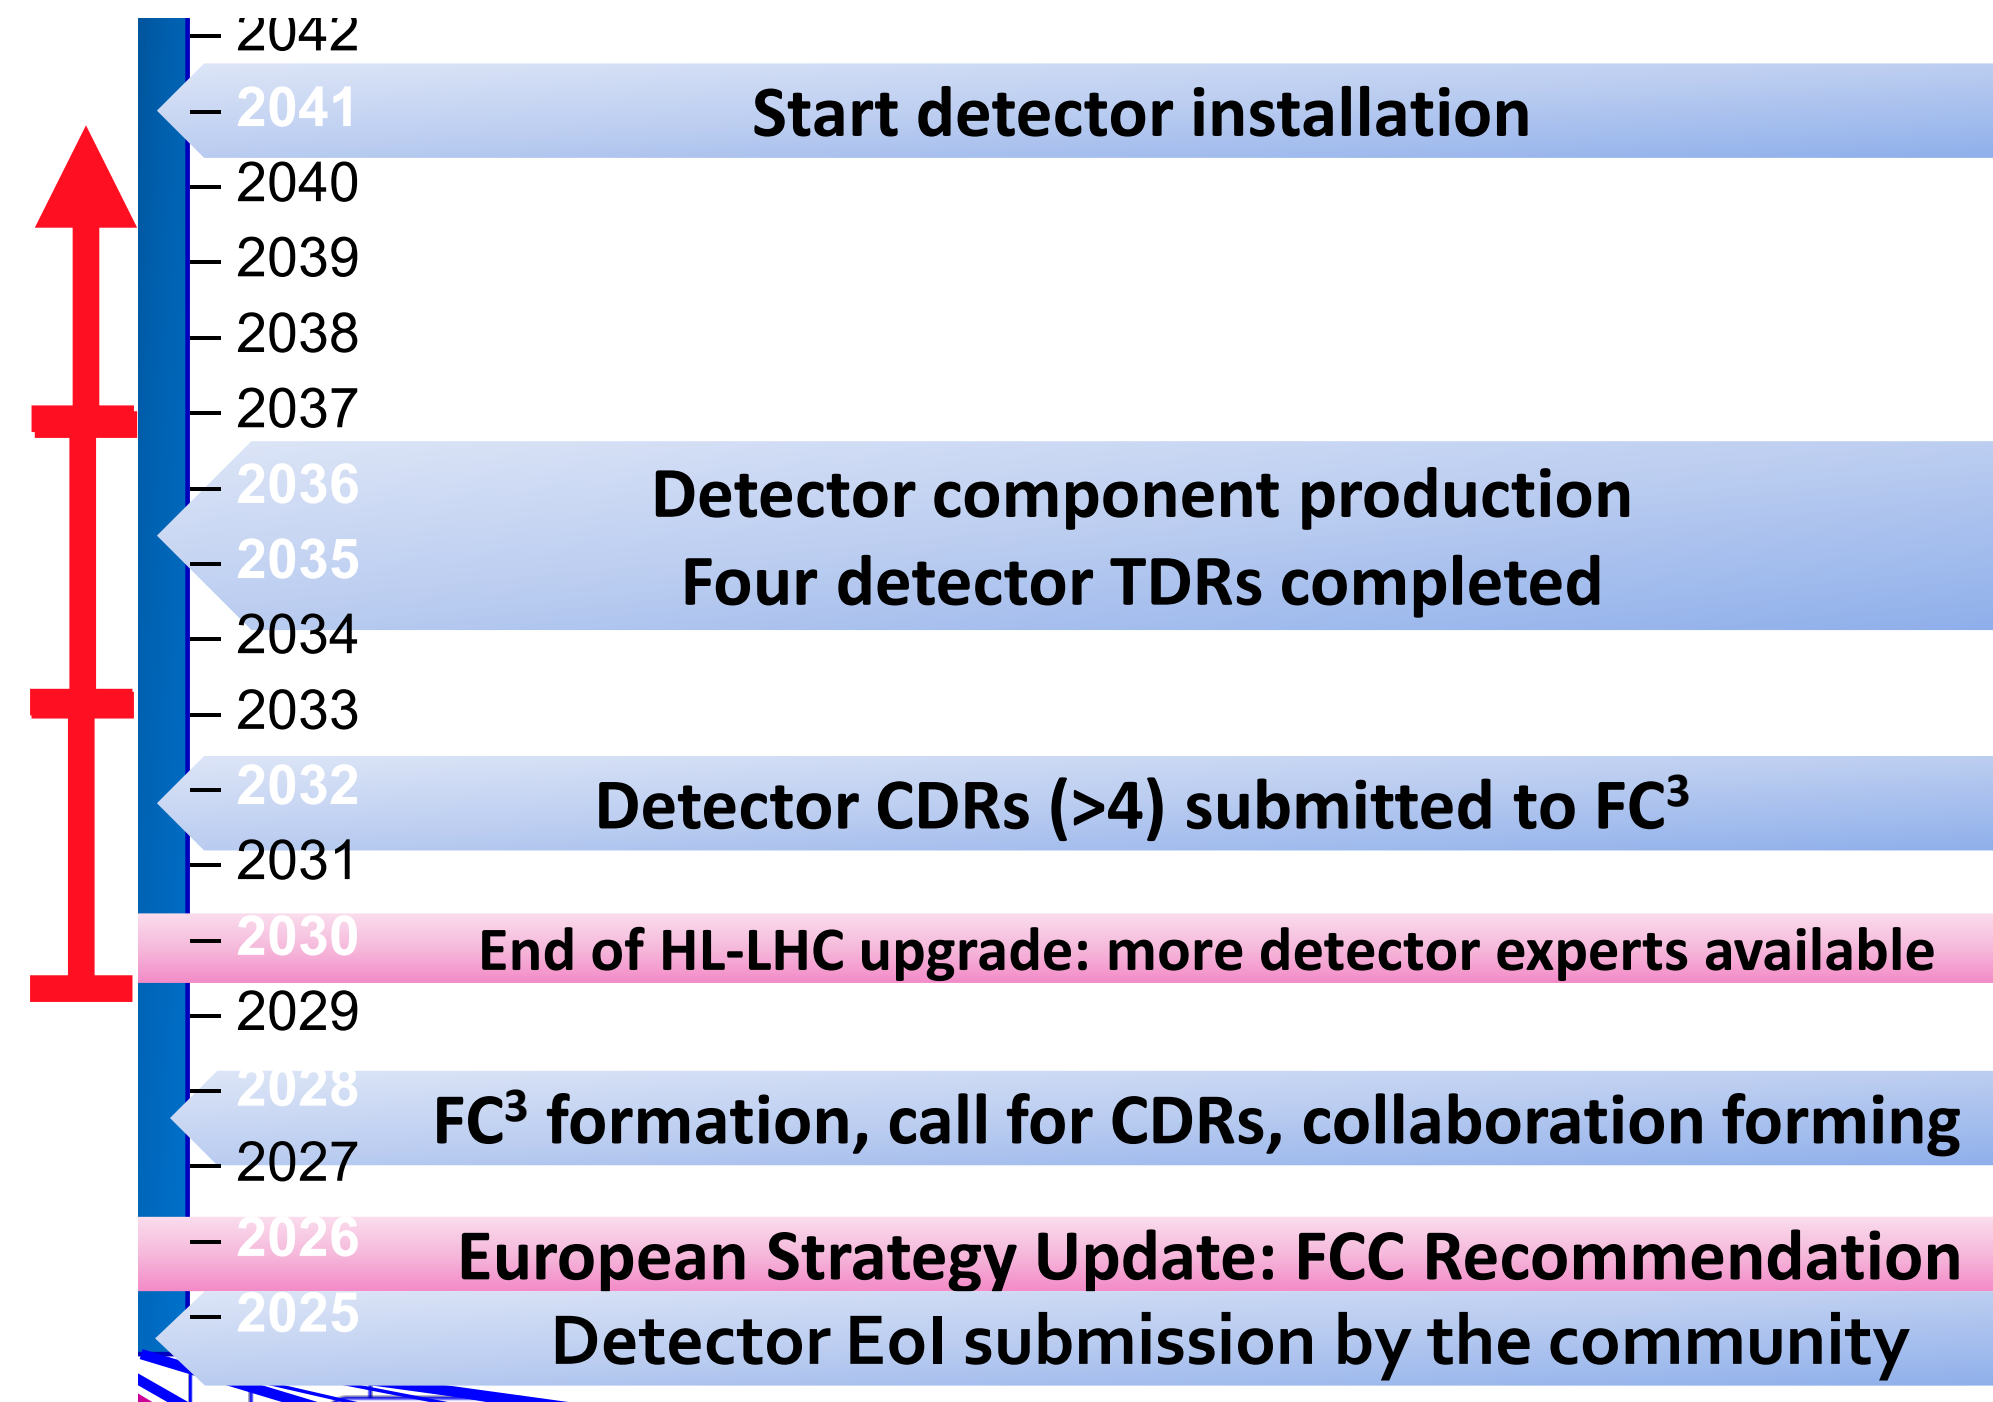 2042
2041 Start detector installation
2040
2039
2038
2037
2036 Detector component production
2035 Four detector TDRs completed
2034
2033
2032 Detector CDRs (>4) submitted to FC³
2031
2030 End of HL-LHC upgrade: more detector experts available
2029
2028 FC³ formation, call for CDRs, collaboration forming
2027
2026 European Strategy Update: FCC Recommendation
2025 Detector EoI submission by the community